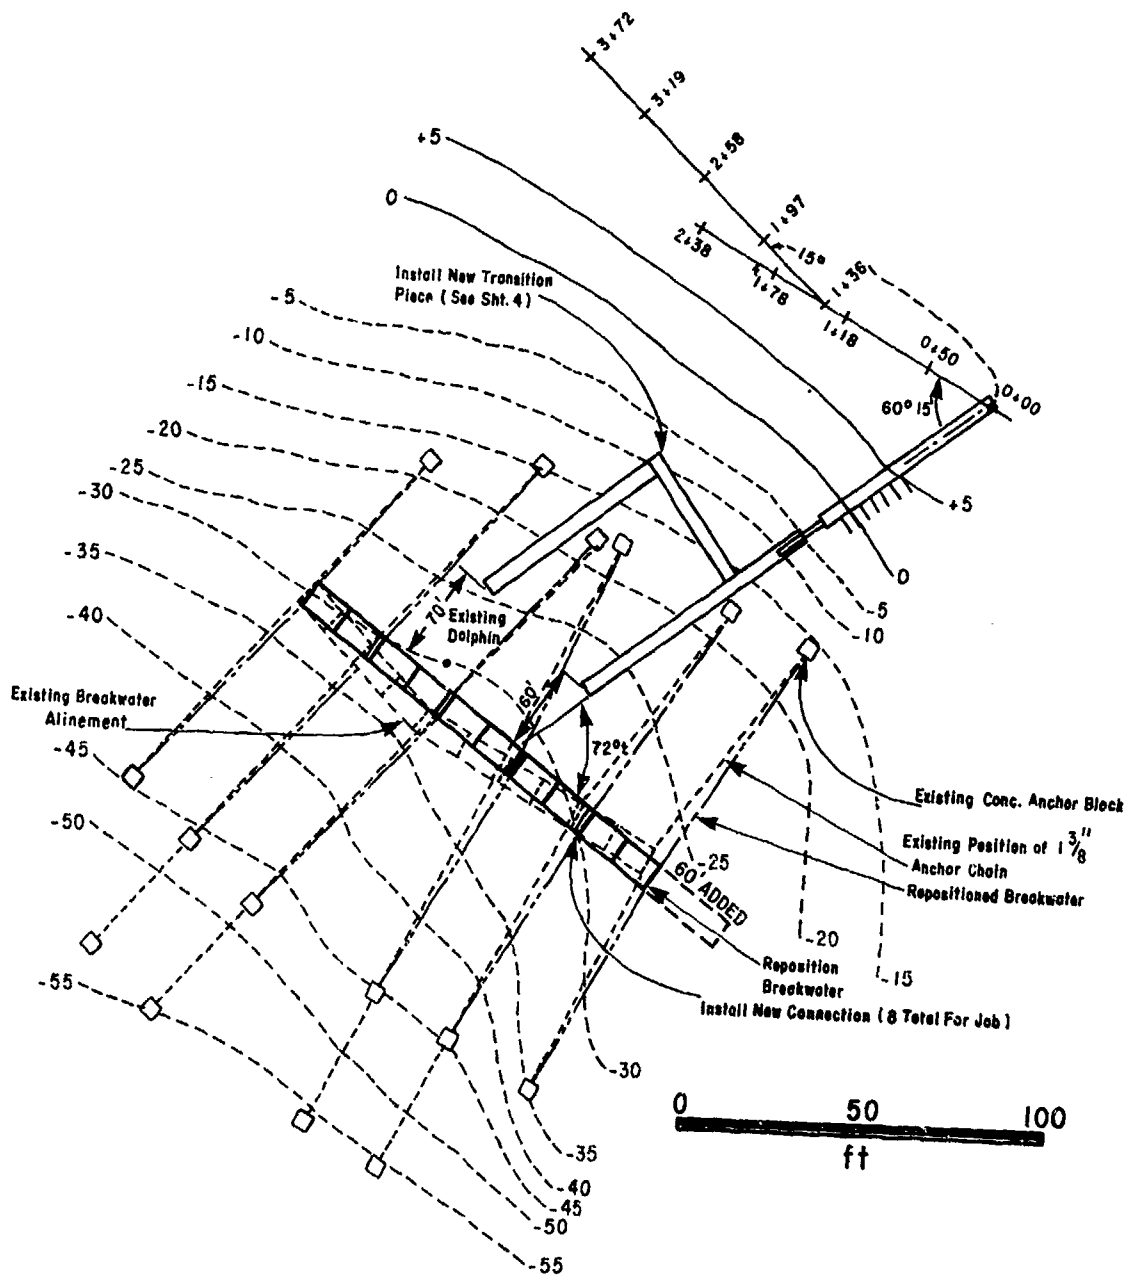 3+72
3+19
2+58
1+97
15°
2+38
1+78
1+36
1+18
0+50
0+00
60° 15'
+5
0
Install New Transition
Piece (See Sht. 4)
-5
-10
-15
-20
-25
-30
-35
-40
-45
-50
-55
+5
0
-5
-10
70'
Existing
Dolphin
160'
72°±
Existing Breakwater
Alinement
Existing Conc. Anchor Block
Existing Position of 1 3/8"
Anchor Chain
Repositioned Breakwater
-25
60' ADDED
-20
-15
Reposition
Breakwater
Install New Connection (8 Total For Job)
-30
-35
-40
-45
-50
-55
0 50 100
ft